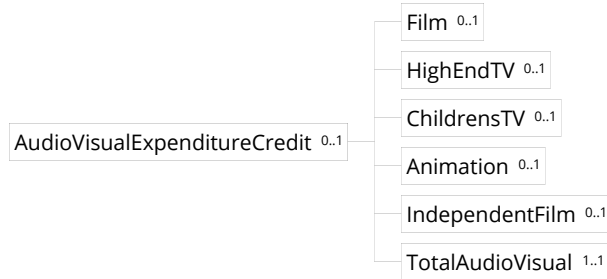 Film 0..1
HighEndTV 0..1
ChildrensTV 0..1
AudioVisualExpenditureCredit 0..1
Animation 0..1
IndependentFilm 0..1
TotalAudioVisual 1..1